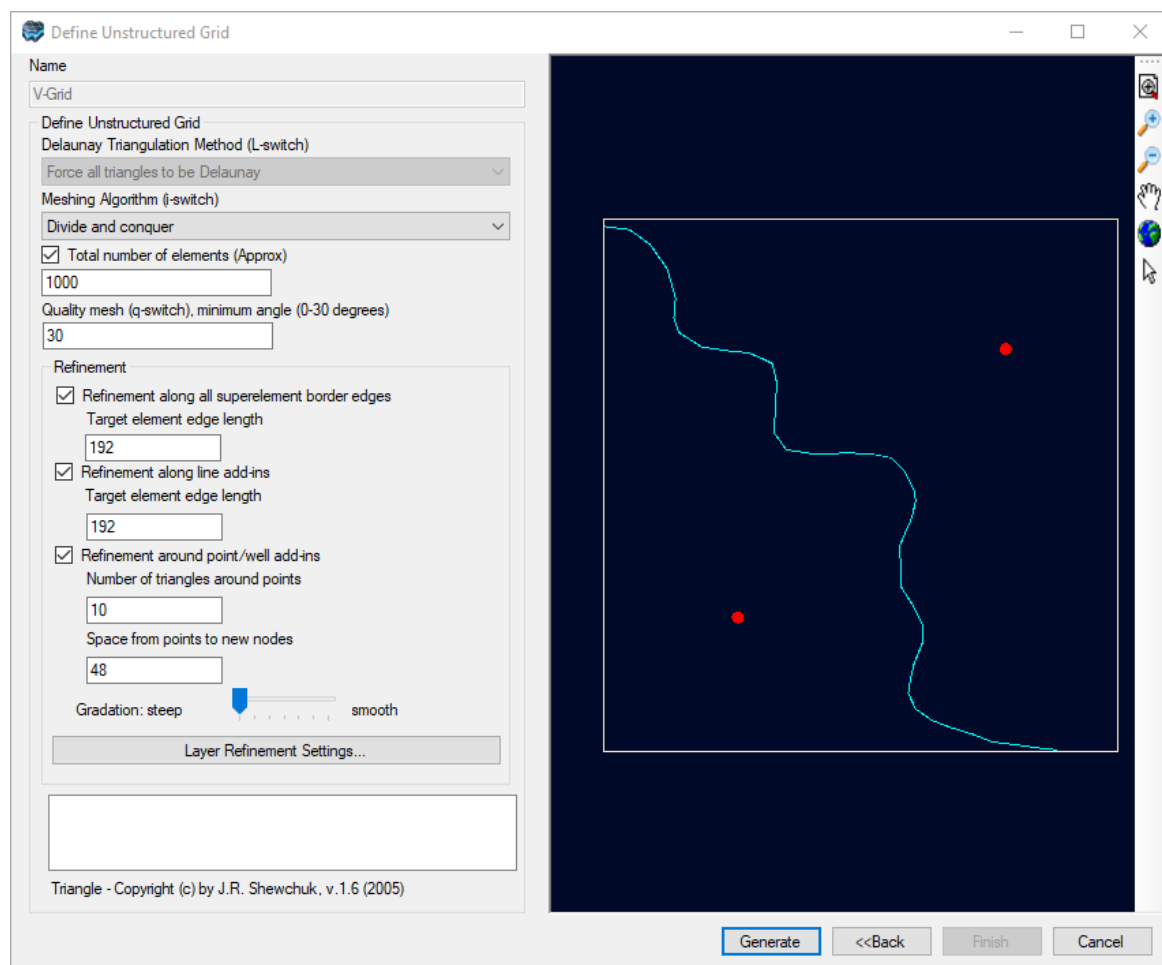 Define Unstructured Grid
Name
V-Grid
Define Unstructured Grid
Delaunay Triangulation Method (L-switch)
Force all triangles to be Delaunay
Meshing Algorithm (i-switch)
Divide and conquer
Total number of elements (Approx)
1000
Quality mesh (q-switch), minimum angle (0-30 degrees)
30
Refinement
Refinement along all superelement border edges
Target element edge length
192
Refinement along line add-ins
Target element edge length
192
Refinement around point/well add-ins
Number of triangles around points
10
Space from points to new nodes
48
Gradation: steep smooth
Layer Refinement Settings...
Triangle - Copyright (c) by J.R. Shewchuk, v.1.6 (2005)
Generate <<Back Finish Cancel